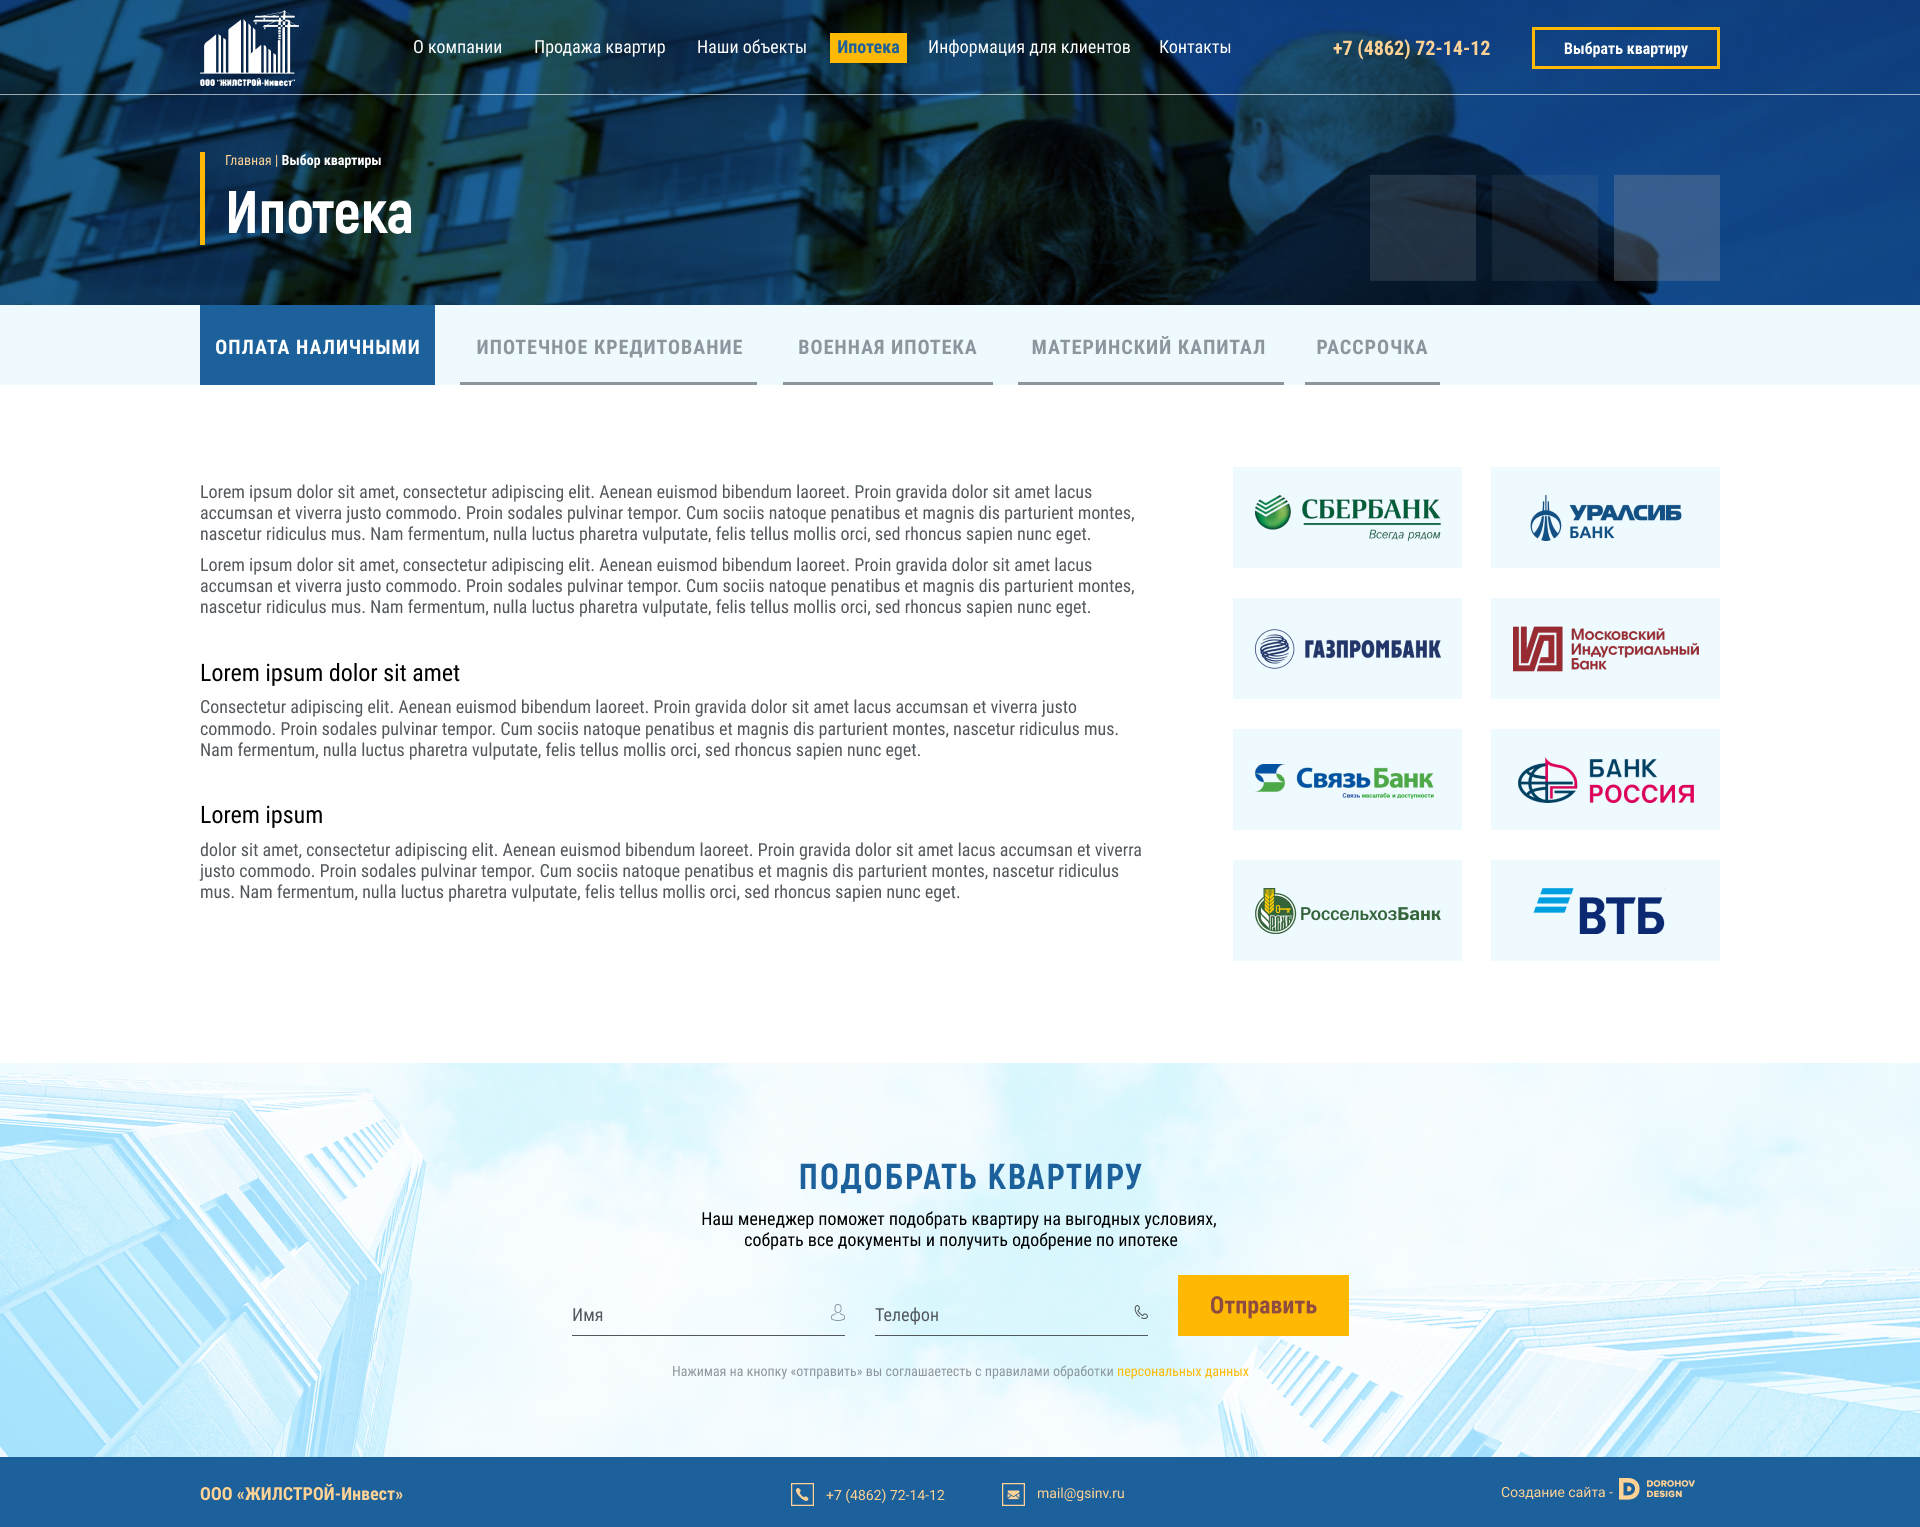 ООО "ЖИЛСТРОЙ-Инвест"
О компании
Продажа квартир
Наши объекты
Ипотека
Информация для клиентов
Контакты
+7 (4862) 72-14-12
Выбрать квартиру
Главная | Выбор квартиры
Ипотека
ОПЛАТА НАЛИЧНЫМИ
ИПОТЕЧНОЕ КРЕДИТОВАНИЕ
ВОЕННАЯ ИПОТЕКА
МАТЕРИНСКИЙ КАПИТАЛ
РАССРОЧКА
Lorem ipsum dolor sit amet, consectetur adipiscing elit. Aenean euismod bibendum laoreet. Proin gravida dolor sit amet lacus
accumsan et viverra justo commodo. Proin sodales pulvinar tempor. Cum sociis natoque penatibus et magnis dis parturient montes,
nascetur ridiculus mus. Nam fermentum, nulla luctus pharetra vulputate, felis tellus mollis orci, sed rhoncus sapien nunc eget.
Lorem ipsum dolor sit amet, consectetur adipiscing elit. Aenean euismod bibendum laoreet. Proin gravida dolor sit amet lacus
accumsan et viverra justo commodo. Proin sodales pulvinar tempor. Cum sociis natoque penatibus et magnis dis parturient montes,
nascetur ridiculus mus. Nam fermentum, nulla luctus pharetra vulputate, felis tellus mollis orci, sed rhoncus sapien nunc eget.
Lorem ipsum dolor sit amet
Consectetur adipiscing elit. Aenean euismod bibendum laoreet. Proin gravida dolor sit amet lacus accumsan et viverra justo
commodo. Proin sodales pulvinar tempor. Cum sociis natoque penatibus et magnis dis parturient montes, nascetur ridiculus mus.
Nam fermentum, nulla luctus pharetra vulputate, felis tellus mollis orci, sed rhoncus sapien nunc eget.
Lorem ipsum
dolor sit amet, consectetur adipiscing elit. Aenean euismod bibendum laoreet. Proin gravida dolor sit amet lacus accumsan et viverra
justo commodo. Proin sodales pulvinar tempor. Cum sociis natoque penatibus et magnis dis parturient montes, nascetur ridiculus
mus. Nam fermentum, nulla luctus pharetra vulputate, felis tellus mollis orci, sed rhoncus sapien nunc eget.
СБЕРБАНК
Всегда рядом
УРАЛСИБ
БАНК
ГАЗПРОМБАНК
Московский
Индустриальный
Банк
СвязьБанк
Связь масштаба и доступности
БАНК
РОССИЯ
РоссельхозБанк
ВТБ
ПОДОБРАТЬ КВАРТИРУ
Наш менеджер поможет подобрать квартиру на выгодных условиях,
собрать все документы и получить одобрение по ипотеке
Имя
Телефон
Отправить
Нажимая на кнопку «отправить» вы соглашаетесть с правилами обработки персональных данных
ООО «ЖИЛСТРОЙ-Инвест»
+7 (4862) 72-14-12
mail@gsinv.ru
Создание сайта -
DOROHOV
DESIGN